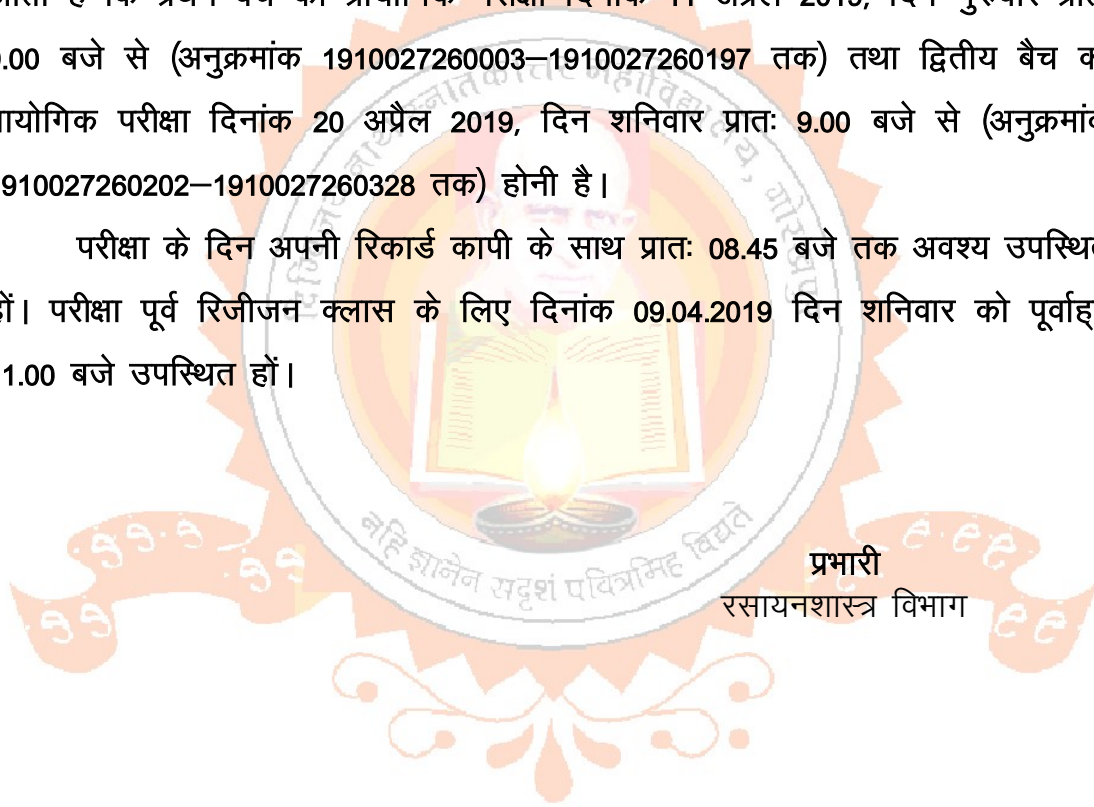 .00 बजे से (अनुक्रमांक 1910027260003–1910027260197 तक) तथा द्वितीय बैच क
ायोगिक परीक्षा दिनांक 20 अप्रैल 2019, दिन शनिवार प्रातः 9.00 बजे से (अनुक्रमांक
910027260202–1910027260328 तक) होनी है।
परीक्षा के दिन अपनी रिकार्ड कापी के साथ प्रातः 08.45 बजे तक अवश्य उपस्थित
हों। परीक्षा पूर्व रिजीजन क्लास के लिए दिनांक 09.04.2019 दिन शनिवार को पूर्वाह्
1.00 बजे उपस्थित हों।
नहि ज्ञानेन सदृशं पवित्रमिह विद्यते
प्रभारी
रसायनशास्त्र विभाग